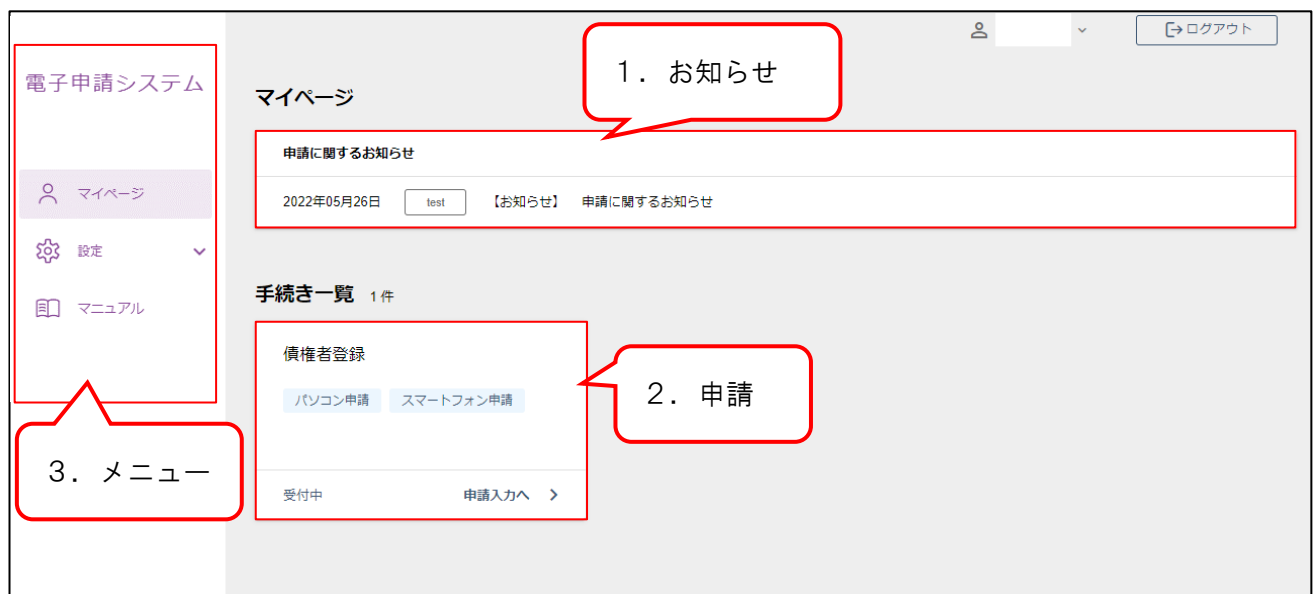 ログアウト
電子申請システム
1. お知らせ
マイページ
申請に関するお知らせ
2022年05月26日 test 【お知らせ】 申請に関するお知らせ
マイページ
設定
マニュアル
手続き一覧 1件
債権者登録
パソコン申請 スマートフォン申請
2. 申請
受付中 申請入力へ
3. メニュー